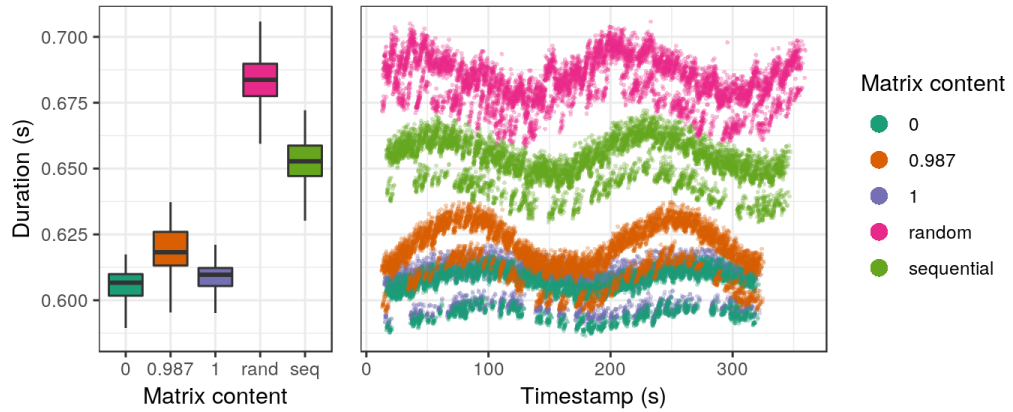 Duration (s)
0.700
0.675
0.650
0.625
0.600
0 0.987 1 rand seq
Matrix content
0 100 200 300
Timestamp (s)
Matrix content
0
0.987
1
random
sequential